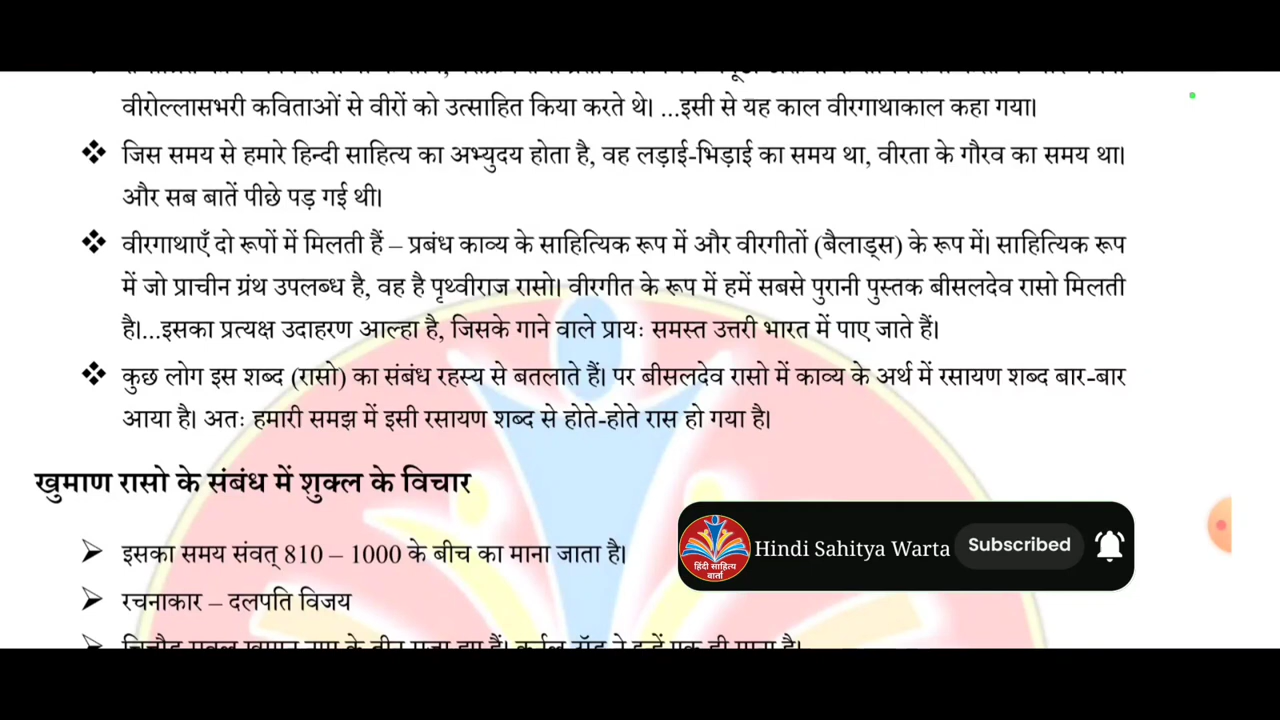 वीरोल्लासभरी कविताओं से वीरों को उत्साहित किया करते थे। ...इसी से यह काल वीरगाथाकाल कहा गया।
❖ जिस समय से हमारे हिन्दी साहित्य का अभ्युदय होता है, वह लड़ाई-भिड़ाई का समय था, वीरता के गौरव का समय था।
और सब बातें पीछे पड़ गई थी।
❖ वीरगाथाएँ दो रूपों में मिलती हैं – प्रबंध काव्य के साहित्यिक रूप में और वीरगीतों (बैलाड्स) के रूप में। साहित्यिक रूप
में जो प्राचीन ग्रंथ उपलब्ध है, वह है पृथ्वीराज रासो। वीरगीत के रूप में हमें सबसे पुरानी पुस्तक बीसलदेव रासो मिलती
है।...इसका प्रत्यक्ष उदाहरण आल्हा है, जिसके गाने वाले प्रायः समस्त उत्तरी भारत में पाए जाते हैं।
❖ कुछ लोग इस शब्द (रासो) का संबंध रहस्य से बतलाते हैं। पर बीसलदेव रासो में काव्य के अर्थ में रसायण शब्द बार-बार
आया है। अतः हमारी समझ में इसी रसायण शब्द से होते-होते रास हो गया है।
खुमाण रासो के संबंध में शुक्ल के विचार
➢ इसका समय संवत् 810 – 1000 के बीच का माना जाता है।
➢ रचनाकार – दलपति विजय
हिंदी साहित्य
वार्ता
Hindi Sahitya Warta
Subscribed